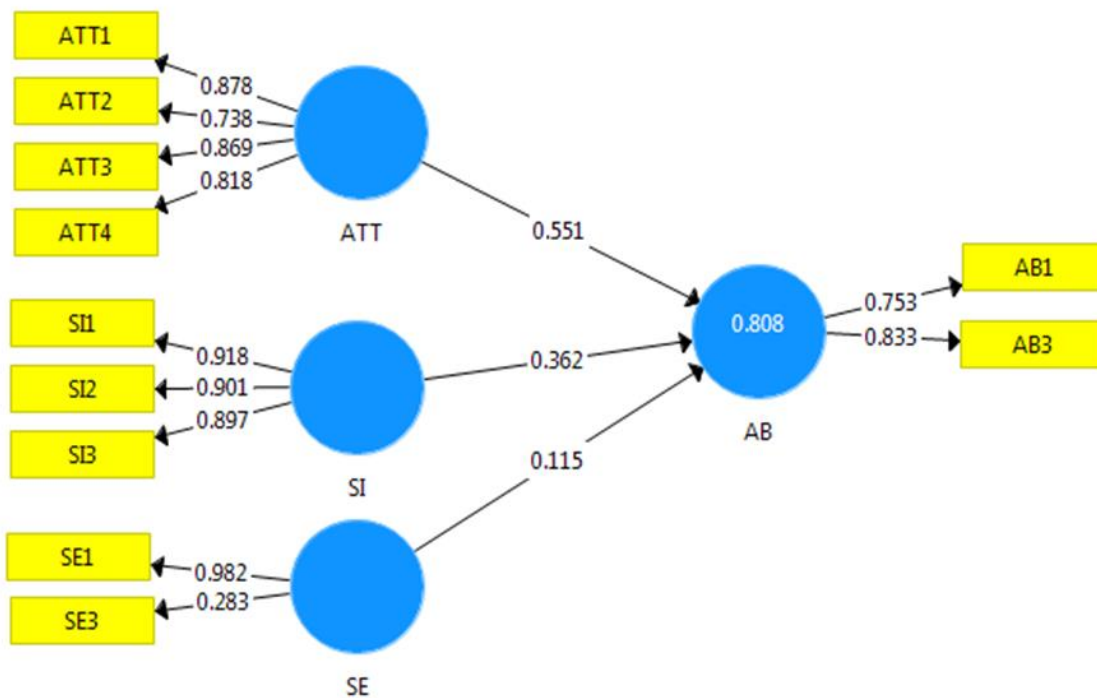 ATT1
ATT2
ATT3
ATT4
0.878
0.738
0.869
0.818
ATT
0.551
SI1
SI2
SI3
0.918
0.901
0.897
SI
0.362
SE1
SE3
0.982
0.283
SE
0.115
0.808
AB
0.753
0.833
AB1
AB3